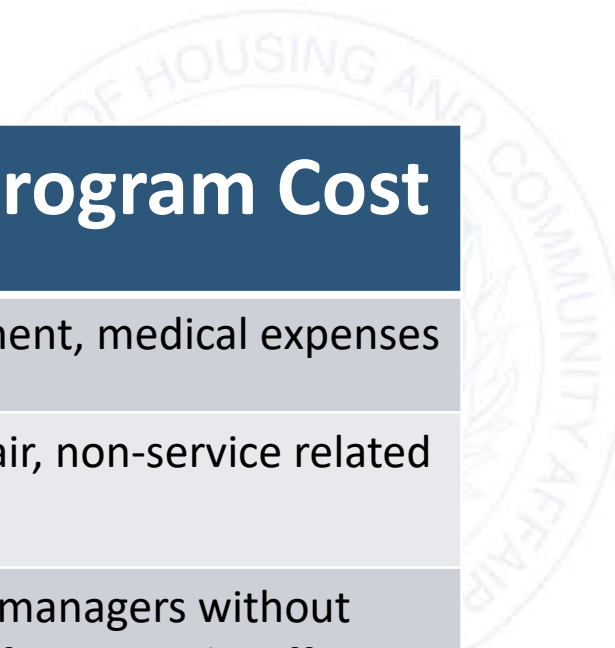 OF HOUSING AND COMMUNITY AFFAIR
rogram Cost
nent, medical expenses
air, non-service related
managers without